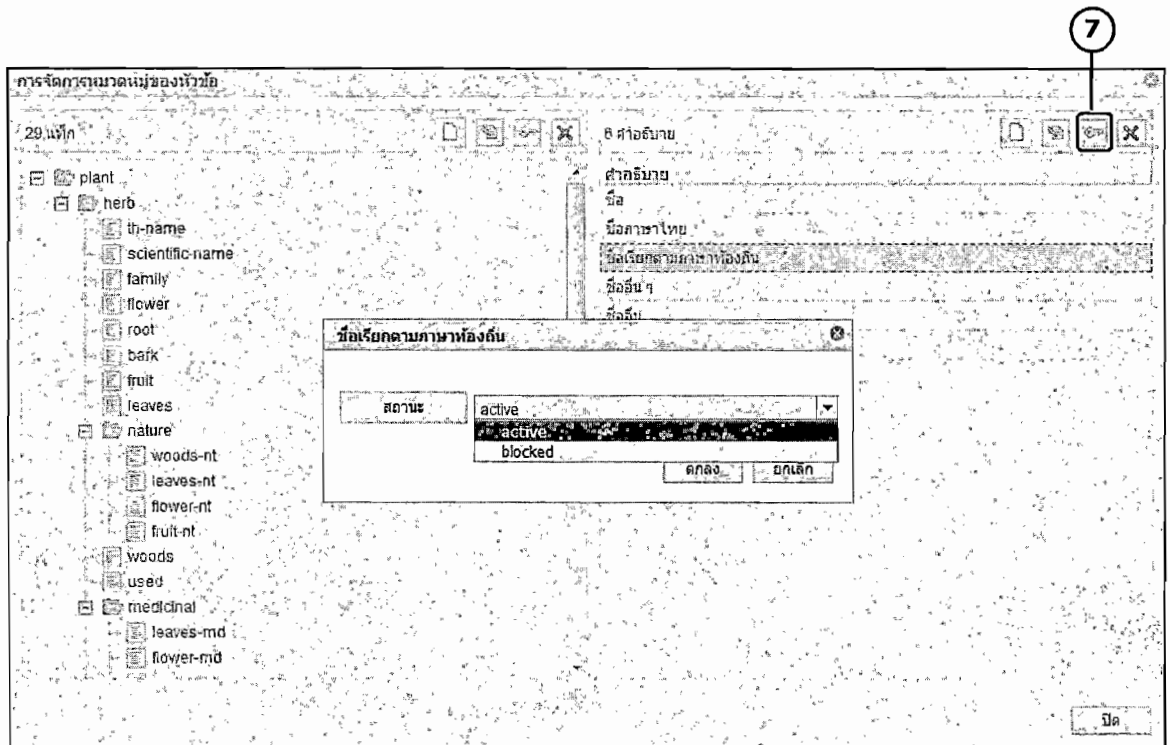 7
การจัดการหมวดหมู่ของหัวข้อ
29 แท็ก
6 คำอธิบาย
plant
herb
th-name
scientific-name
family
flower
root
bark
fruit
leaves
nature
woods-nt
leaves-nt
flower-nt
fruit-nt
woods
used
medicinal
leaves-md
flower-md
คำอธิบาย
ชื่อ
ชื่อภาษาไทย
ชื่อเรียกตามภาษาท้องถิ่น
ชื่ออื่น ๆ
ชื่ออื่น
ชื่อเรียกตามภาษาท้องถิ่น
สถานะ
active
active
blocked
ตกลง
ยกเลิก
ปิด